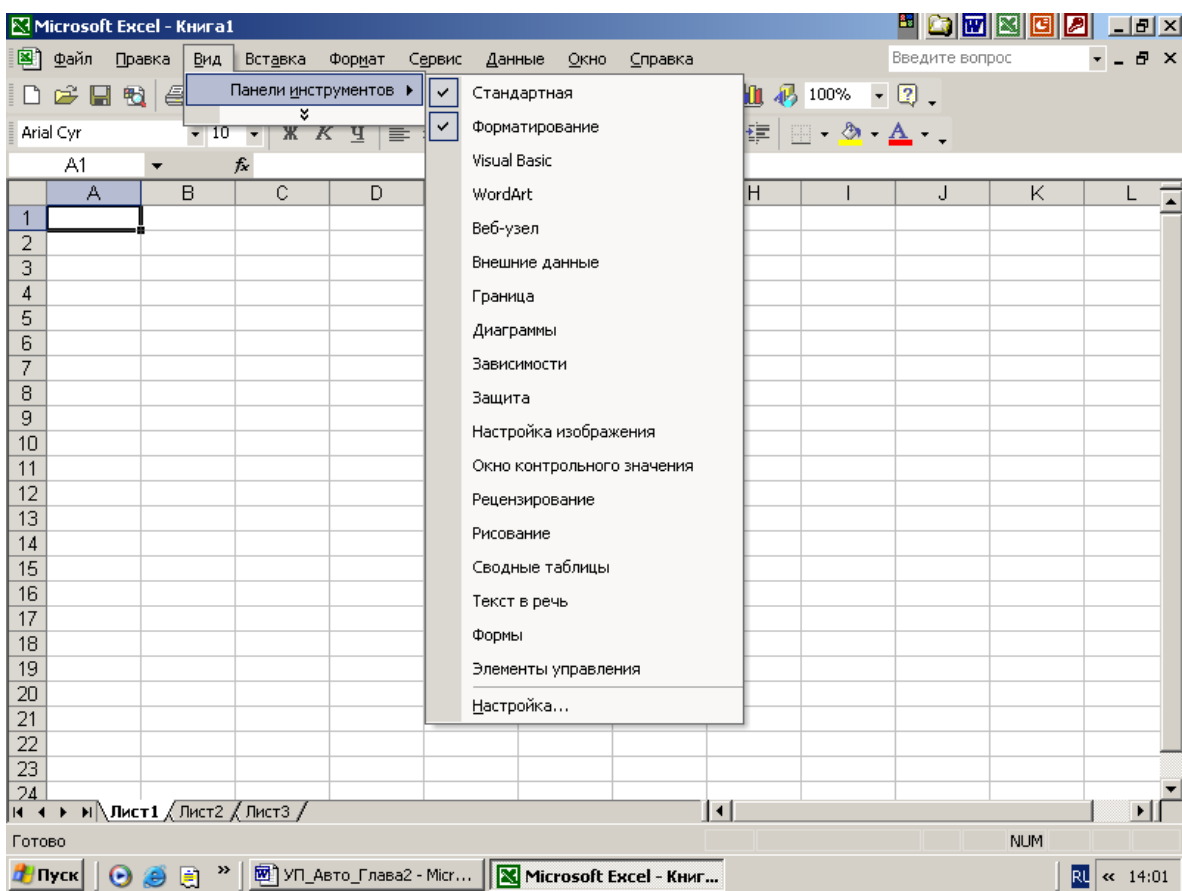 Microsoft Excel - Книга1
Файл Правка Вид Вставка Формат Сервис Данные Окно Справка Введите вопрос
Панели инструментов
100%
Arial Cyr 10 Ж К Ч А
A1 fx
Стандартная
Форматирование
Visual Basic
WordArt
Веб-узел
Внешние данные
Граница
Диаграммы
Зависимости
Защита
Настройка изображения
Окно контрольного значения
Рецензирование
Рисование
Сводные таблицы
Текст в речь
Формы
Элементы управления
Настройка...
A B C D H I J K L
1
2
3
4
5
6
7
8
9
10
11
12
13
14
15
16
17
18
19
20
21
22
23
24
Лист1 Лист2 Лист3
Готово NUM
Пуск УП_Авто_Глава2 - Micr... Microsoft Excel - Книг... RU 14:01